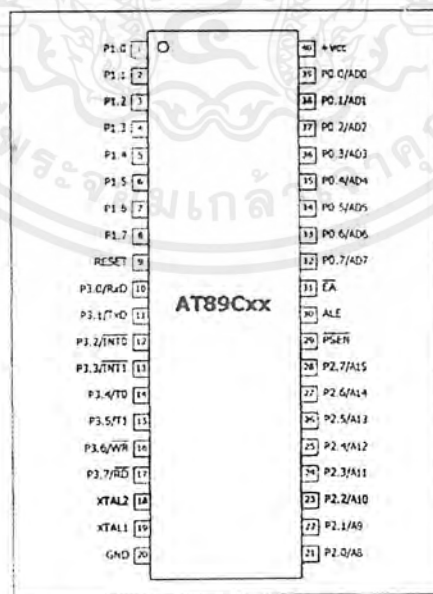 P1.0 1
P1.1 2
P1.2 3
P1.3 4
P1.4 5
P1.5 6
P1.6 7
P1.7 8
RESET 9
P3.0/RxD 10
P3.1/TxD 11
P3.2/INT0 12
P3.3/INT1 13
P3.4/T0 14
P3.5/T1 15
P3.6/WR 16
P3.7/RD 17
XTAL2 18
XTAL1 19
GND 20
AT89Cxx
40 +VCC
39 P0.0/AD0
38 P0.1/AD1
37 P0.2/AD2
36 P0.3/AD3
35 P0.4/AD4
34 P0.5/AD5
33 P0.6/AD6
32 P0.7/AD7
31 EA
30 ALE
29 PSEN
28 P2.7/A15
27 P2.6/A14
26 P2.5/A13
25 P2.4/A12
24 P2.3/A11
23 P2.2/A10
22 P2.1/A9
21 P2.0/A8